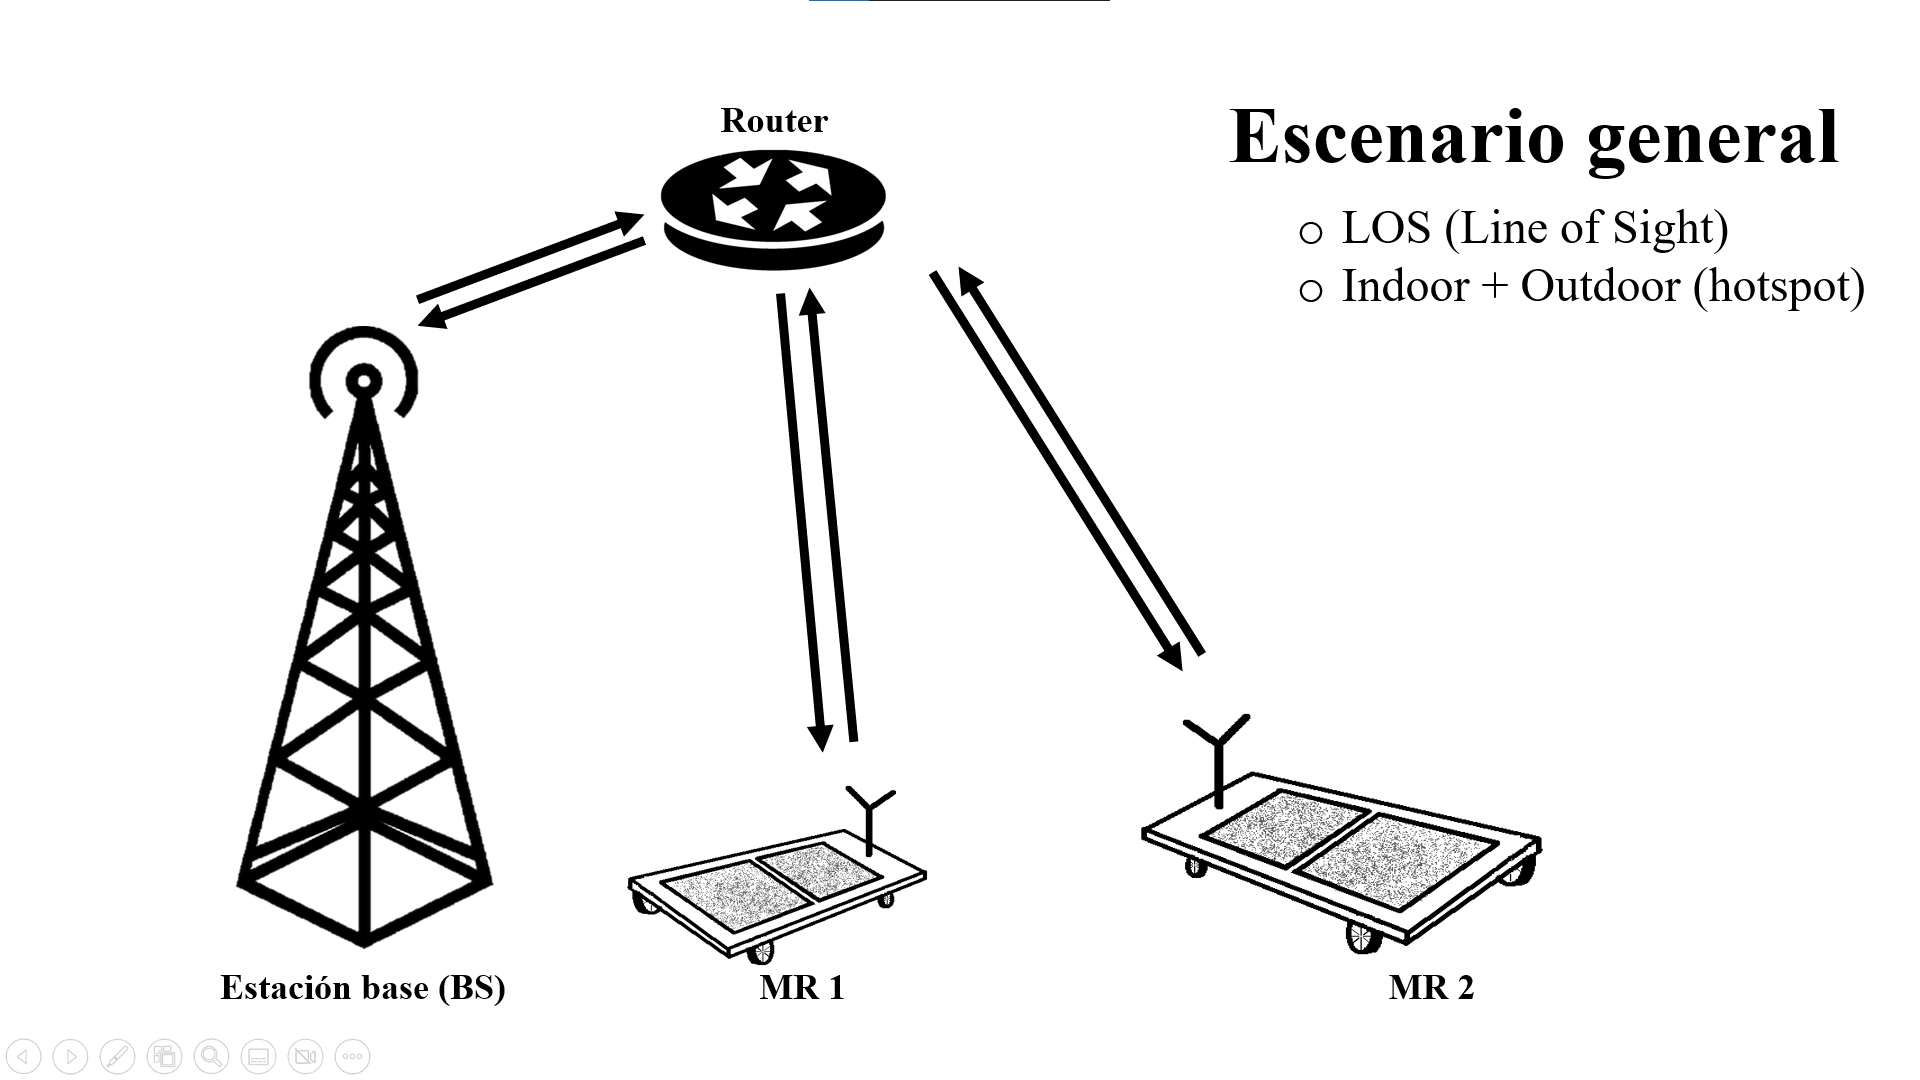 Router
Escenario general
LOS (Line of Sight)
Indoor + Outdoor (hotspot)
Estación base (BS)
MR 1
MR 2